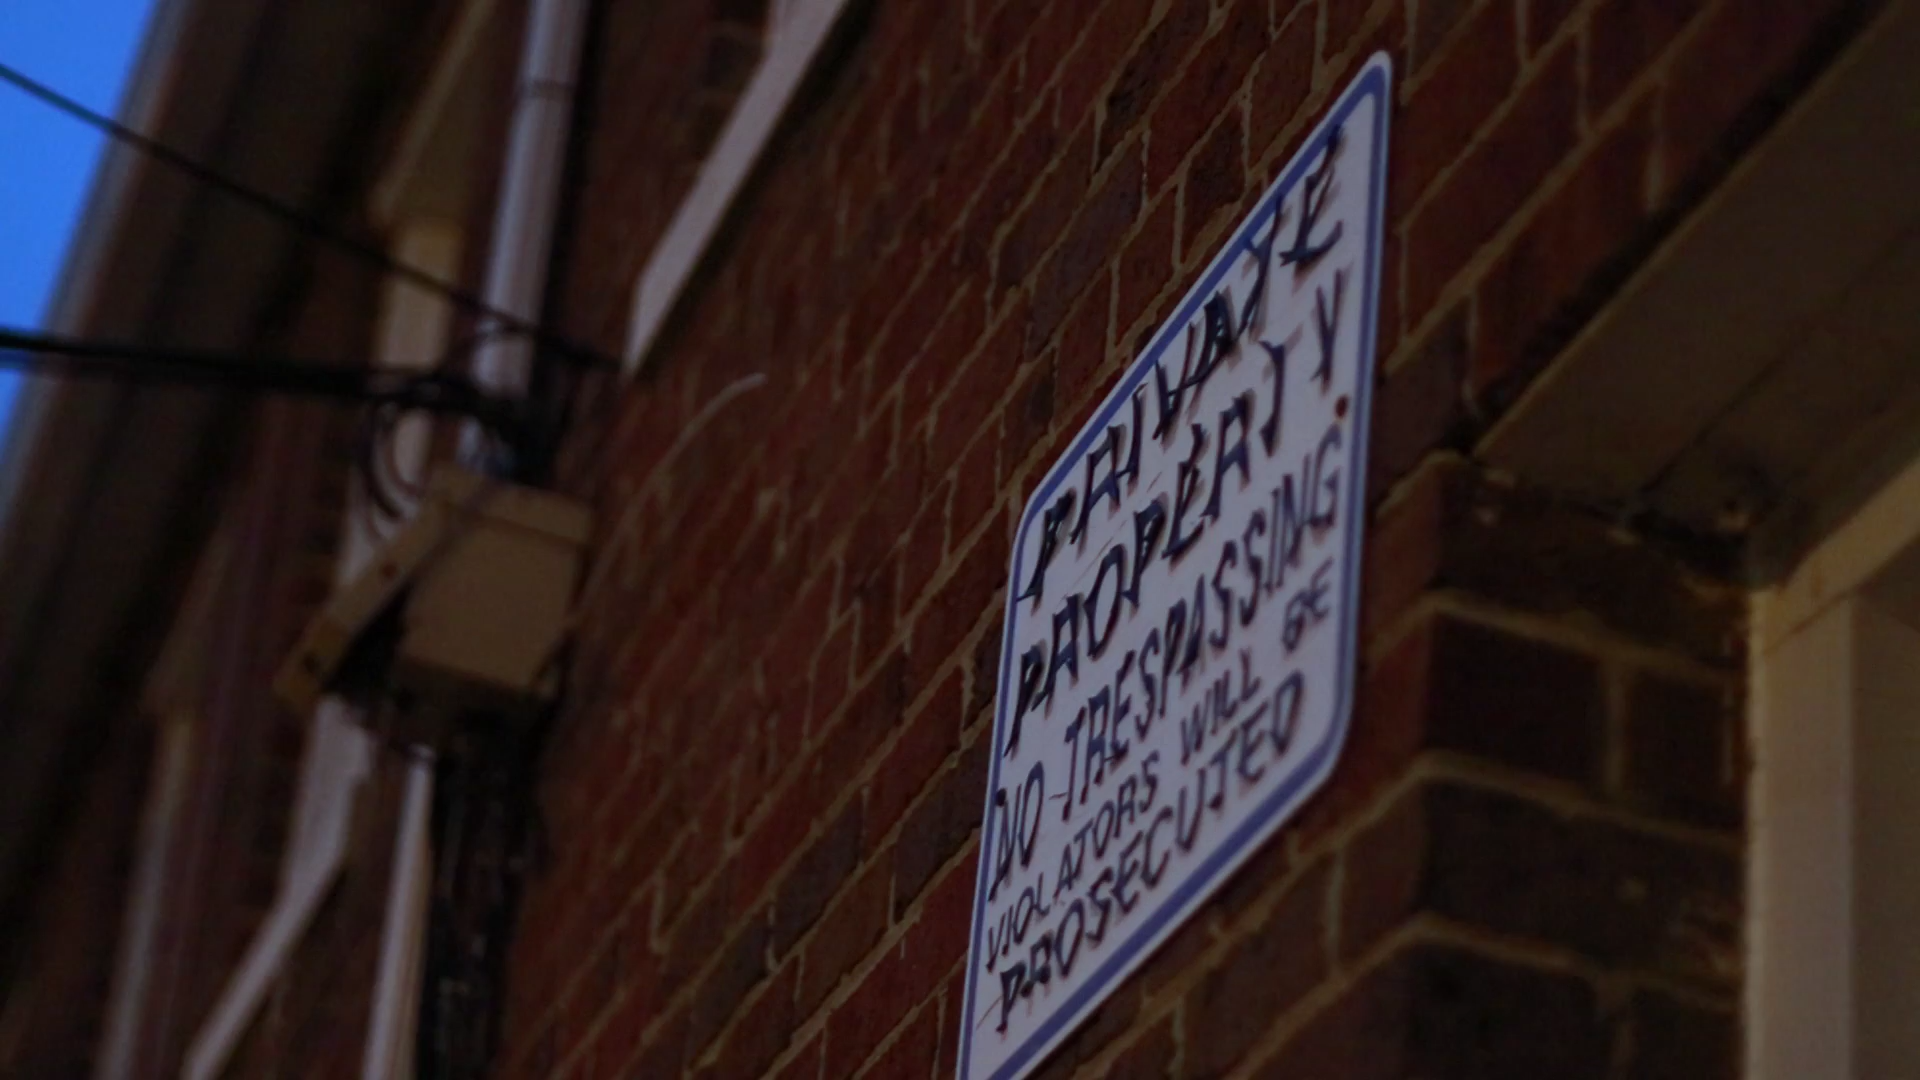 PRIVATE
PROPERTY
NO TRESPASSING
VIOLATORS WILL BE
PROSECUTED